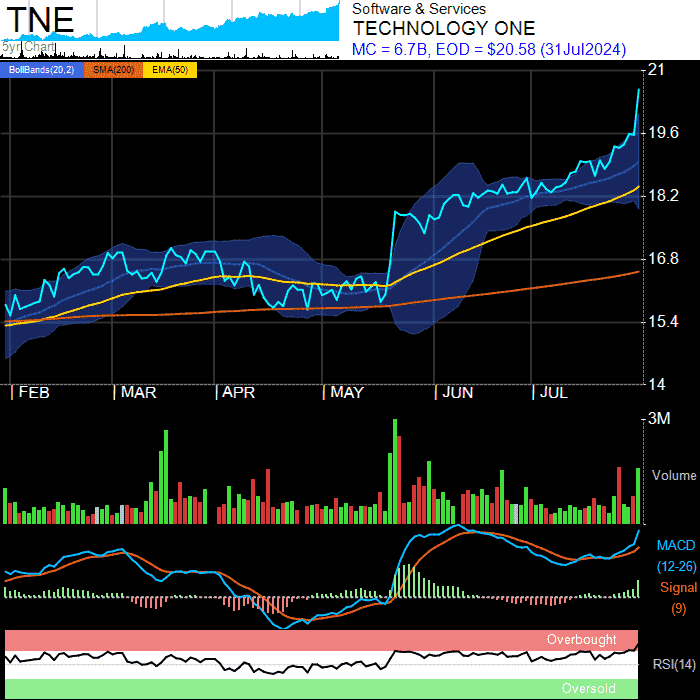 TNE
5yr Chart
Software & Services
TECHNOLOGY ONE
MC = 6.7B, EOD = $20.58 (31Jul2024)
BollBands(20,2) SMA(200) EMA(50)
21
19.6
18.2
16.8
15.4
14
FEB MAR APR MAY JUN JUL
3M
Volume
MACD
(12-26)
Signal
(9)
Overbought
RSI(14)
Oversold